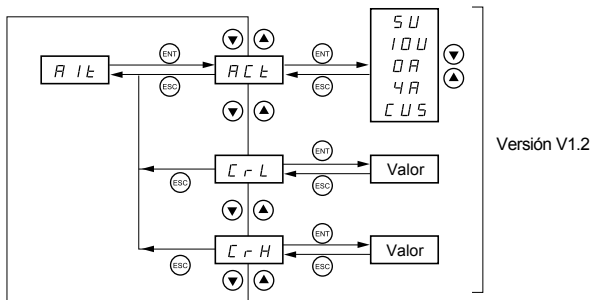 5U
10U
0A
4A
CUS
ENT
ENT
AIt
ACt
ESC
ESC
Versión V1.2
ENT
CrL
Valor
ESC
ESC
ENT
CrH
Valor
ESC
ESC